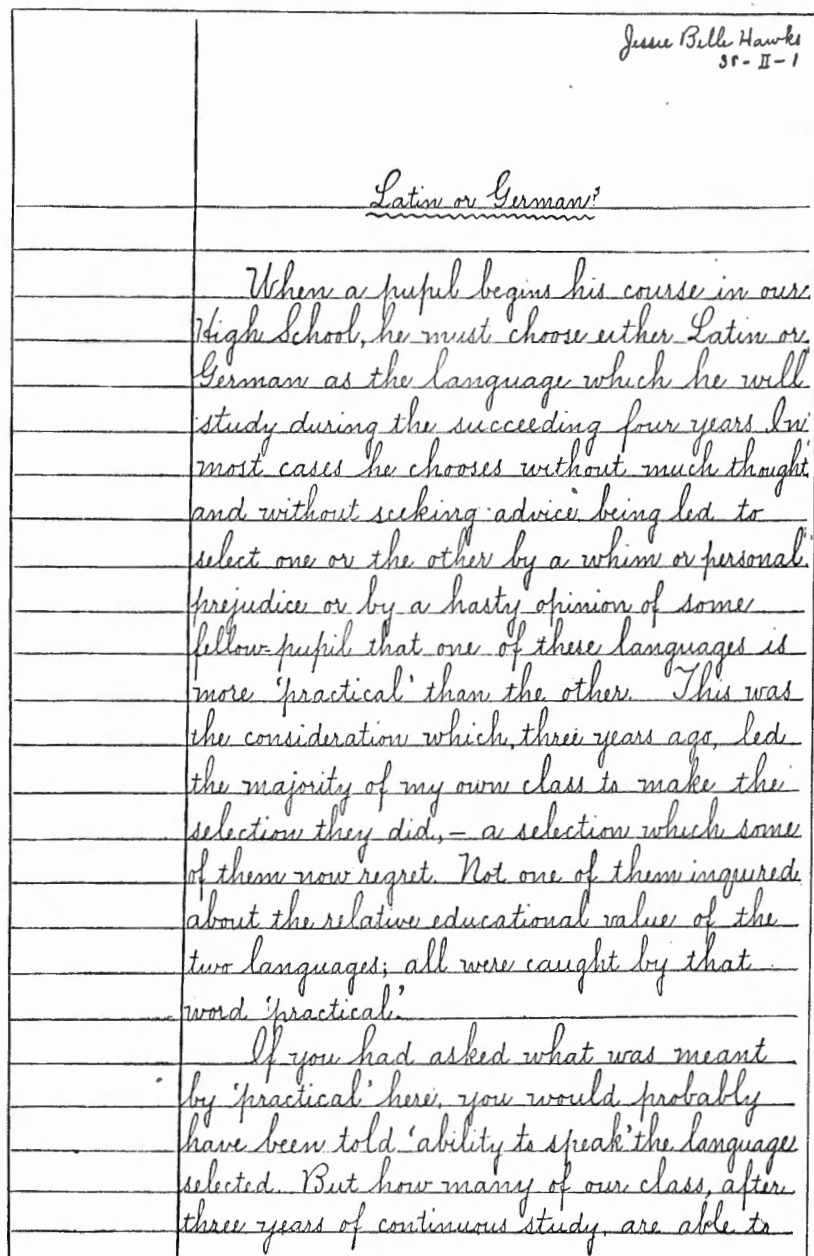 Jessie Belle Hawks
II-1
Latin or German?
When a pupil begins his course in our
High School, he must choose either Latin or
German as the language which he will
study during the succeeding four years In
most cases he chooses without much thought
and without seeking advice being led to
select one or the other by a whim or personal
prejudice or by a hasty opinion of some
fellow-pupil that one of these languages is
more 'practical' than the other. This was
the consideration which, three years ago, led
the majority of my own class to make the
selection they did, — a selection which some
of them now regret. Not one of them inquired
about the relative educational value of the
two languages; all were caught by that
word 'practical.'
If you had asked what was meant
by 'practical' here, you would probably
have been told 'ability to speak' the language
selected. But how many of our class, after
three years of continuous study, are able to